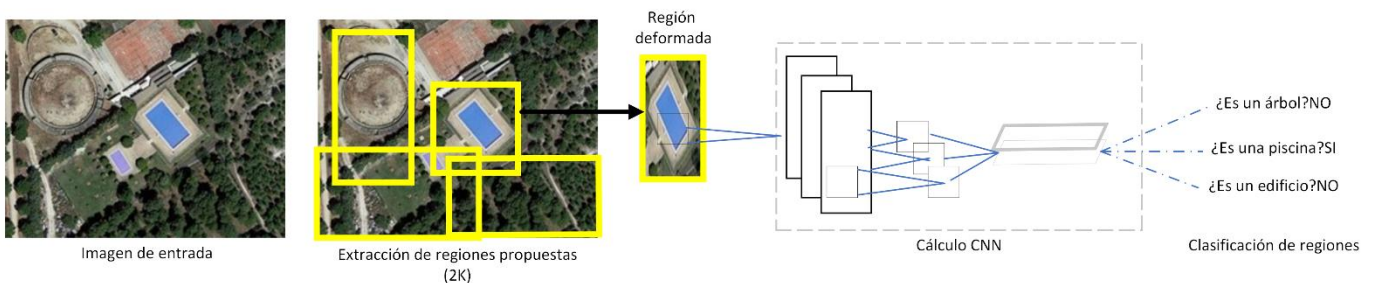 Región
deformada
¿Es un árbol?NO
¿Es una piscina?SI
¿Es un edificio?NO
Imagen de entrada
Extracción de regiones propuestas
(2K)
Cálculo CNN
Clasificación de regiones